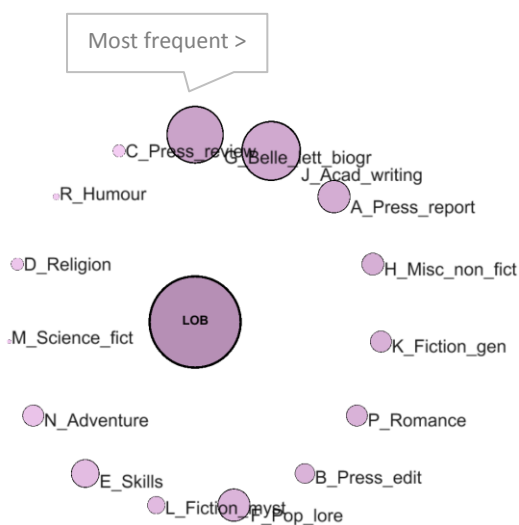 Most frequent >
C_Press_review
G_Belle_lett_biogr
J_Acad_writing
R_Humour
A_Press_report
D_Religion
H_Misc_non_fict
LOB
M_Science_fict
K_Fiction_gen
N_Adventure
P_Romance
E_Skills
B_Press_edit
L_Fiction_myst
F_Pop_lore